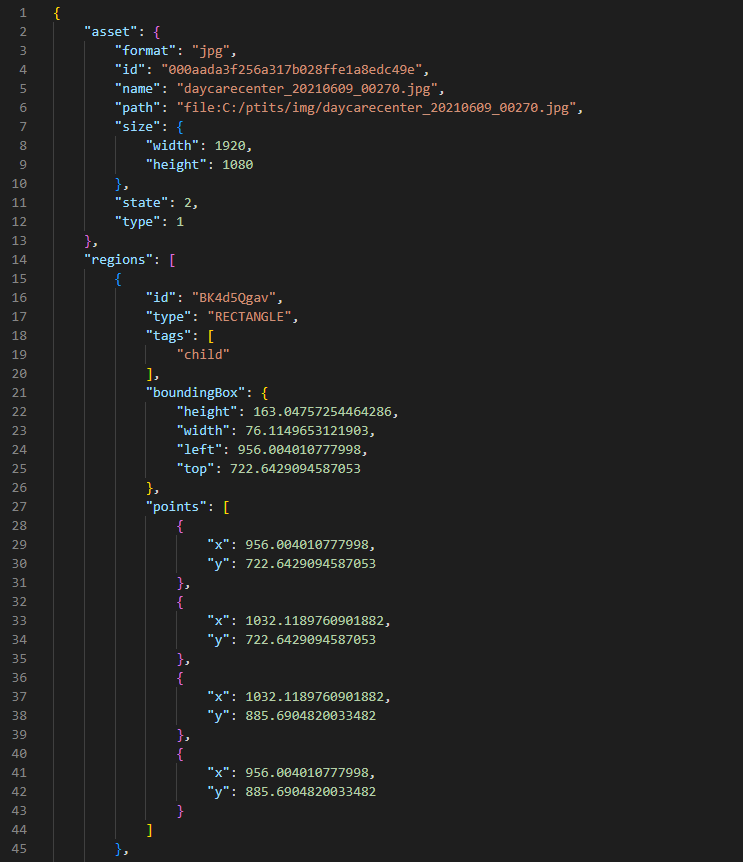 1 {
2 "asset": {
3 "format": "jpg",
4 "id": "000aada3f256a317b028ffe1a8edc49e",
5 "name": "daycarecenter_20210609_00270.jpg",
6 "path": "file:C:/ptits/img/daycarecenter_20210609_00270.jpg",
7 "size": {
8 "width": 1920,
9 "height": 1080
10 },
11 "state": 2,
12 "type": 1
13 },
14 "regions": [
15 {
16 "id": "BK4d5Qgav",
17 "type": "RECTANGLE",
18 "tags": [
19 "child"
20 ],
21 "boundingBox": {
22 "height": 163.04757254464286,
23 "width": 76.1149653121903,
24 "left": 956.004010777998,
25 "top": 722.6429094587053
26 },
27 "points": [
28 {
29 "x": 956.004010777998,
30 "y": 722.6429094587053
31 },
32 {
33 "x": 1032.1189760901882,
34 "y": 722.6429094587053
35 },
36 {
37 "x": 1032.1189760901882,
38 "y": 885.6904820033482
39 },
40 {
41 "x": 956.004010777998,
42 "y": 885.6904820033482
43 }
44 ]
45 },